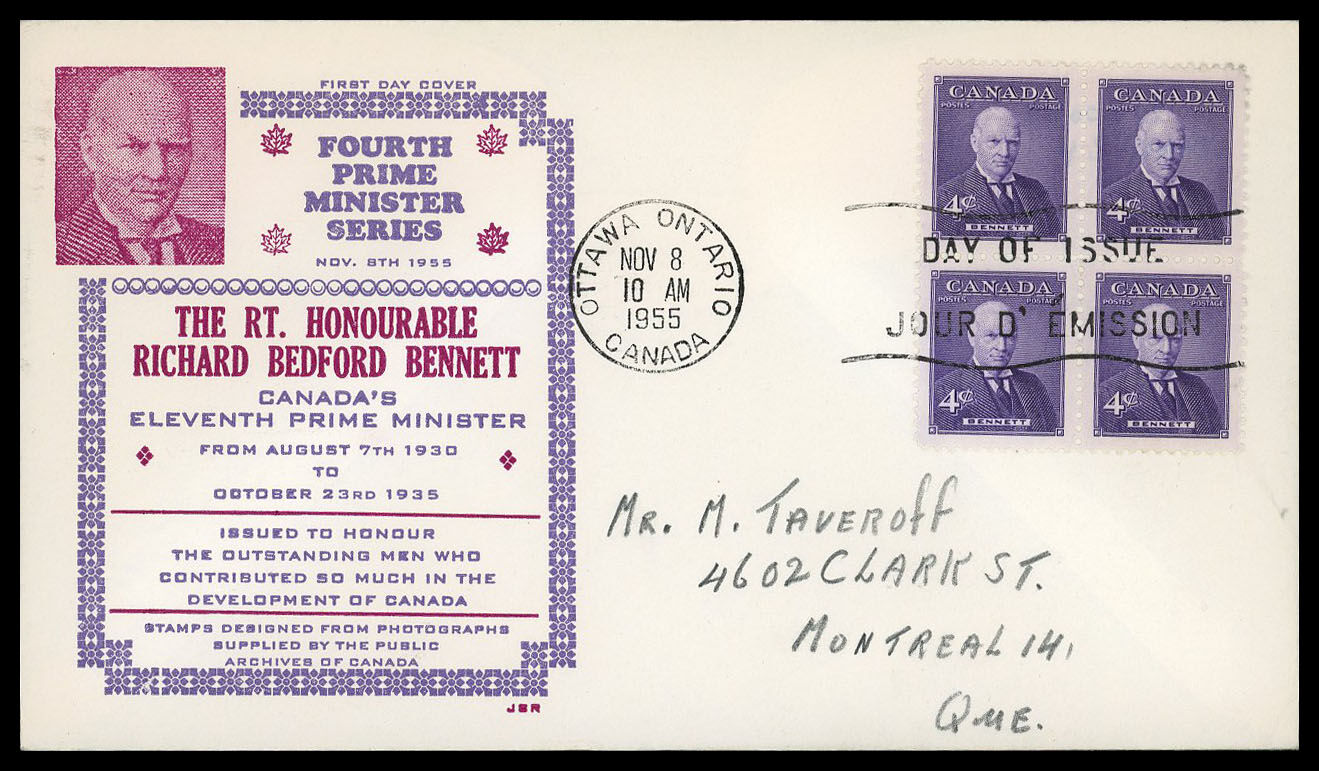 FIRST DAY COVER
FOURTH
PRIME
MINISTER
SERIES
NOV. 8TH 1955
THE RT. HONOURABLE
RICHARD BEDFORD BENNETT
CANADA'S
ELEVENTH PRIME MINISTER
FROM AUGUST 7TH 1930
TO
OCTOBER 23RD 1935
ISSUED TO HONOUR
THE OUTSTANDING MEN WHO
CONTRIBUTED SO MUCH IN THE
DEVELOPMENT OF CANADA
STAMPS DESIGNED FROM PHOTOGRAPHS
SUPPLIED BY THE PUBLIC
ARCHIVES OF CANADA
JSR
OTTAWA ONTARIO
NOV 8
10 AM
1955
CANADA
CANADA
POSTES POSTAGE
4¢
BENNETT
CANADA
POSTES POSTAGE
4¢
BENNETT
DAY OF ISSUE
CANADA
POSTES POSTAGE
4¢
BENNETT
CANADA
POSTES POSTAGE
4¢
BENNETT
JOUR D'ÉMISSION
MR. M. TAVEROFF
4602 CLARK ST.
MONTREAL 14,
QUE.